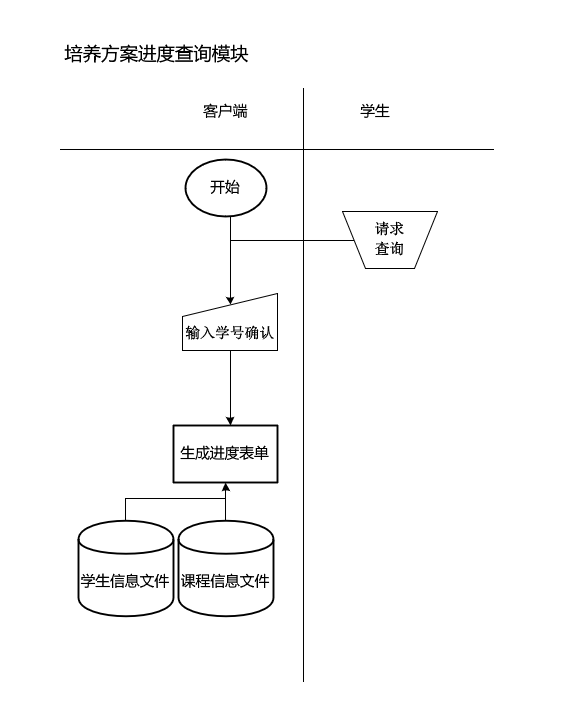 培养方案进度查询模块
客户端
学生
开始
请求
查询
输入学号确认
生成进度表单
学生信息文件
课程信息文件